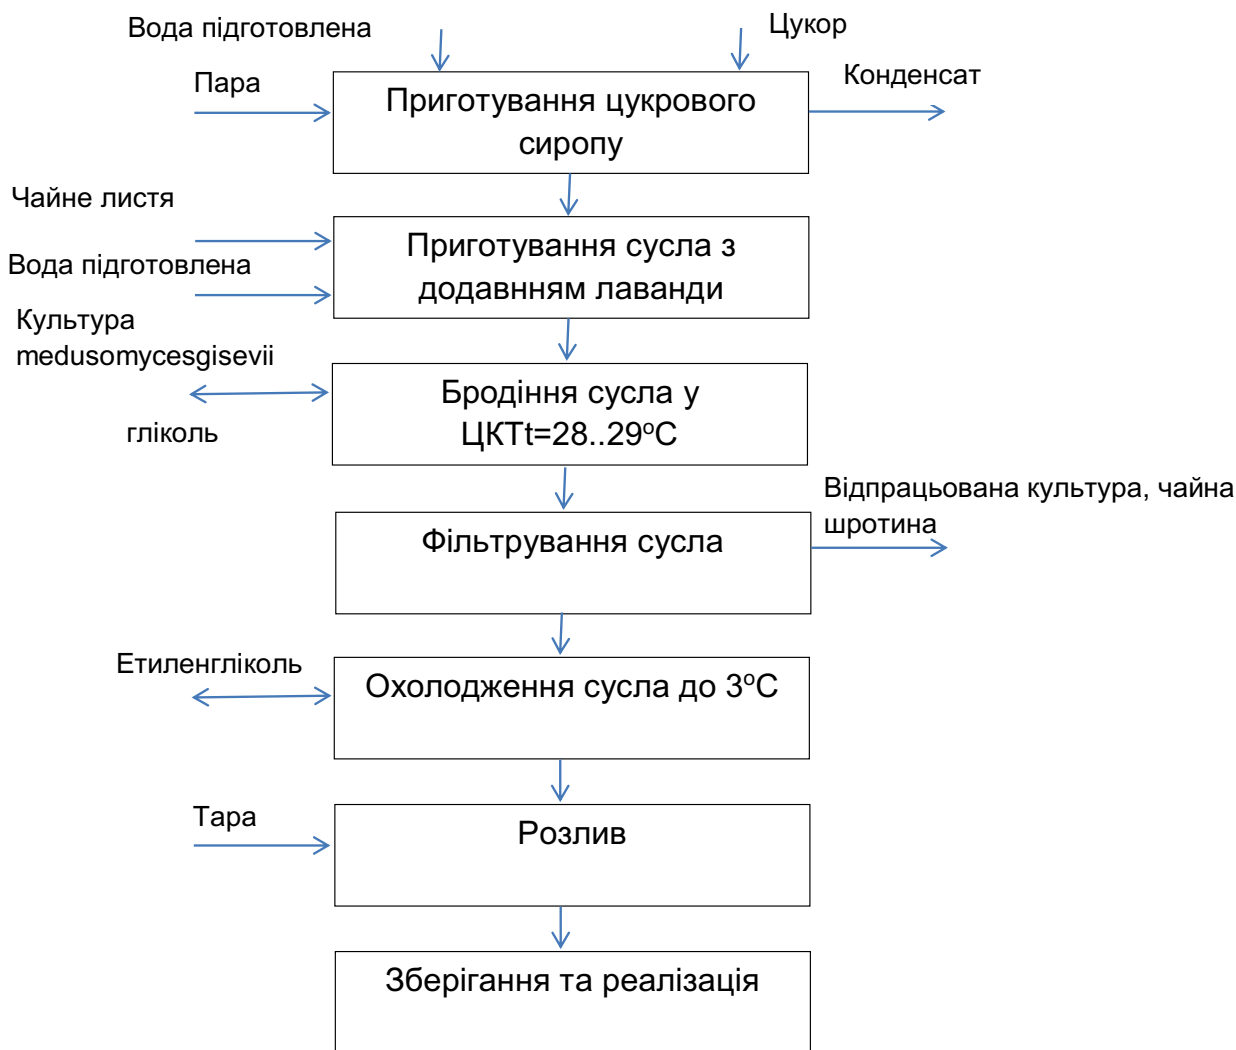 Вода підготовлена
Цукор
Пара
Конденсат
Приготування цукрового
сиропу
Чайне листя
Приготування сусла з
додавнням лаванди
Вода підготовлена
Культура
medusomycesgisevii
Бродіння сусла у
ЦКТt=28..29ºС
гліколь
Відпрацьована культура, чайна
шротина
Фільтрування сусла
Етиленгліколь
Охолодження сусла до 3ºС
Тара
Розлив
Зберігання та реалізація